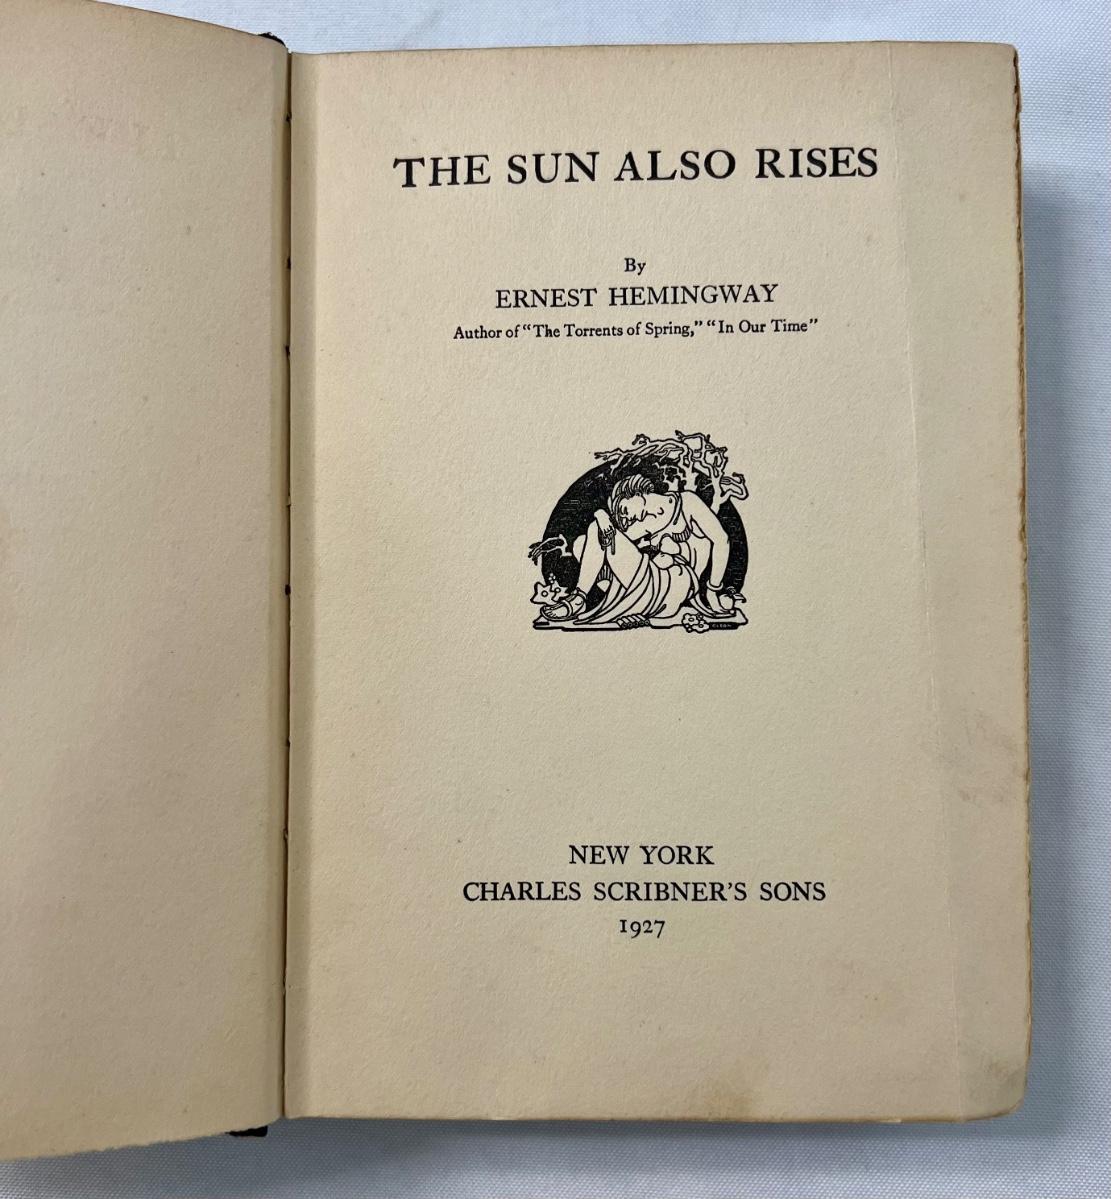 THE SUN ALSO RISES
By
ERNEST HEMINGWAY
Author of “The Torrents of Spring,” “In Our Time”
NEW YORK
CHARLES SCRIBNER'S SONS
1927